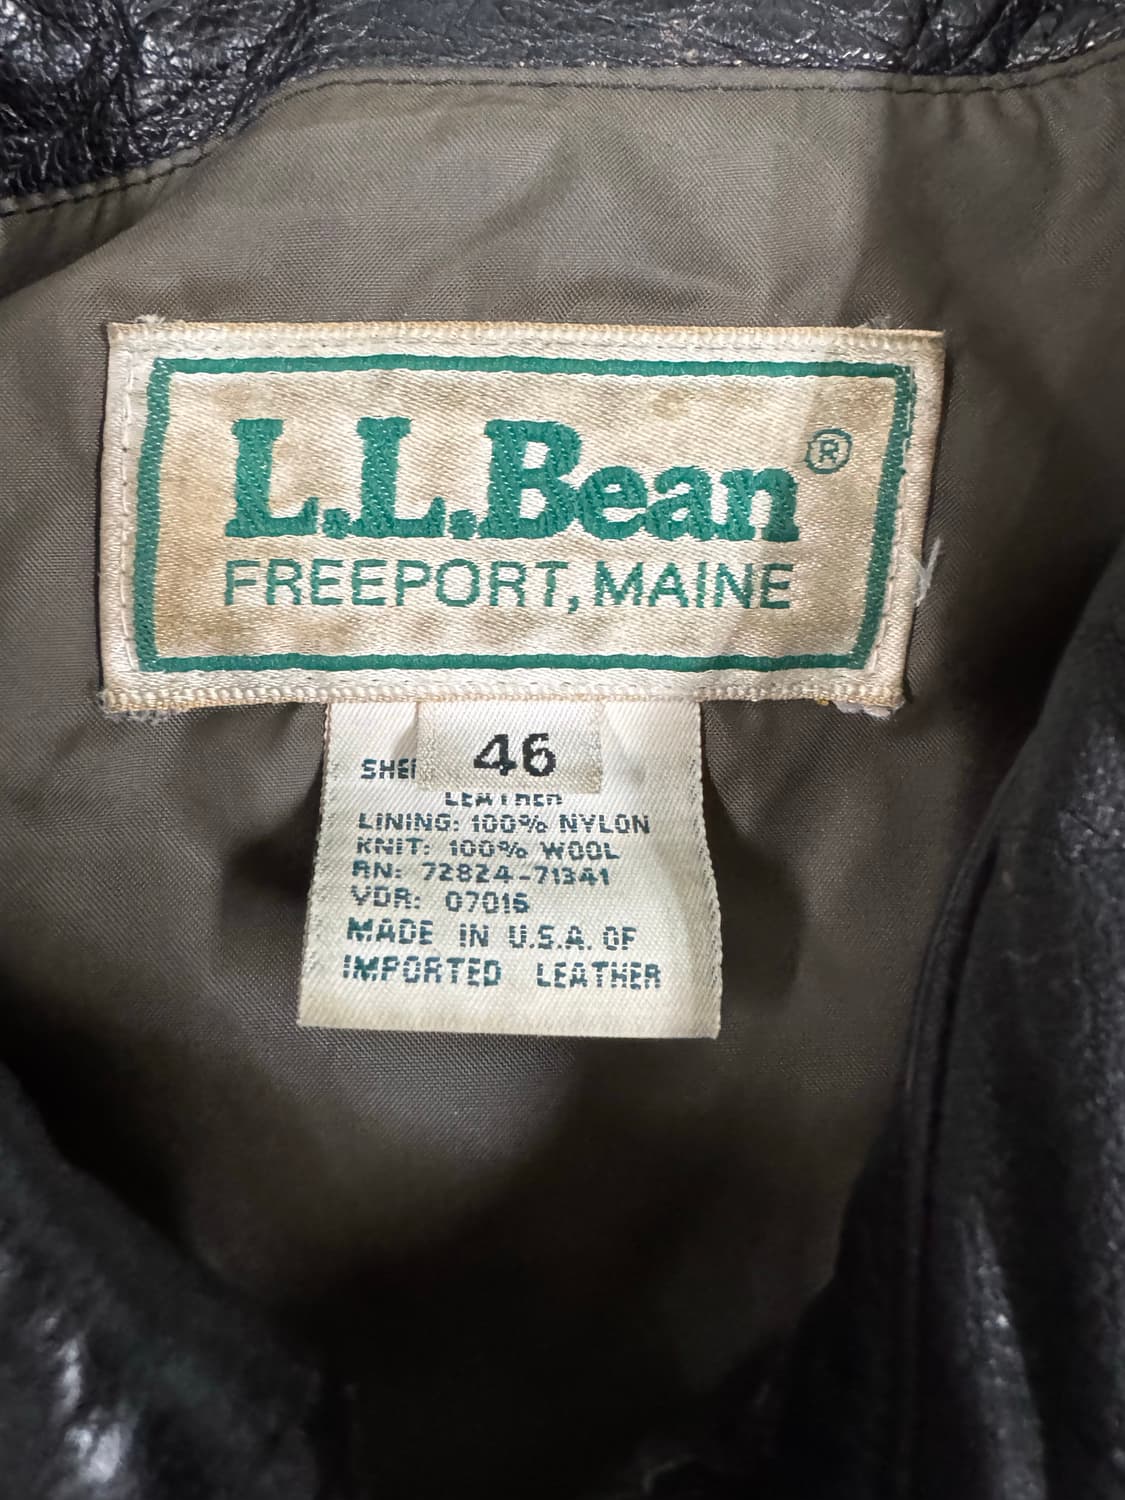 L.L.Bean®
FREEPORT, MAINE
46
LEATHER
LINING: 100% NYLON
KNIT: 100% WOOL
RN: 72824-71341
VDR: 07016
MADE IN U.S.A. OF
IMPORTED LEATHER